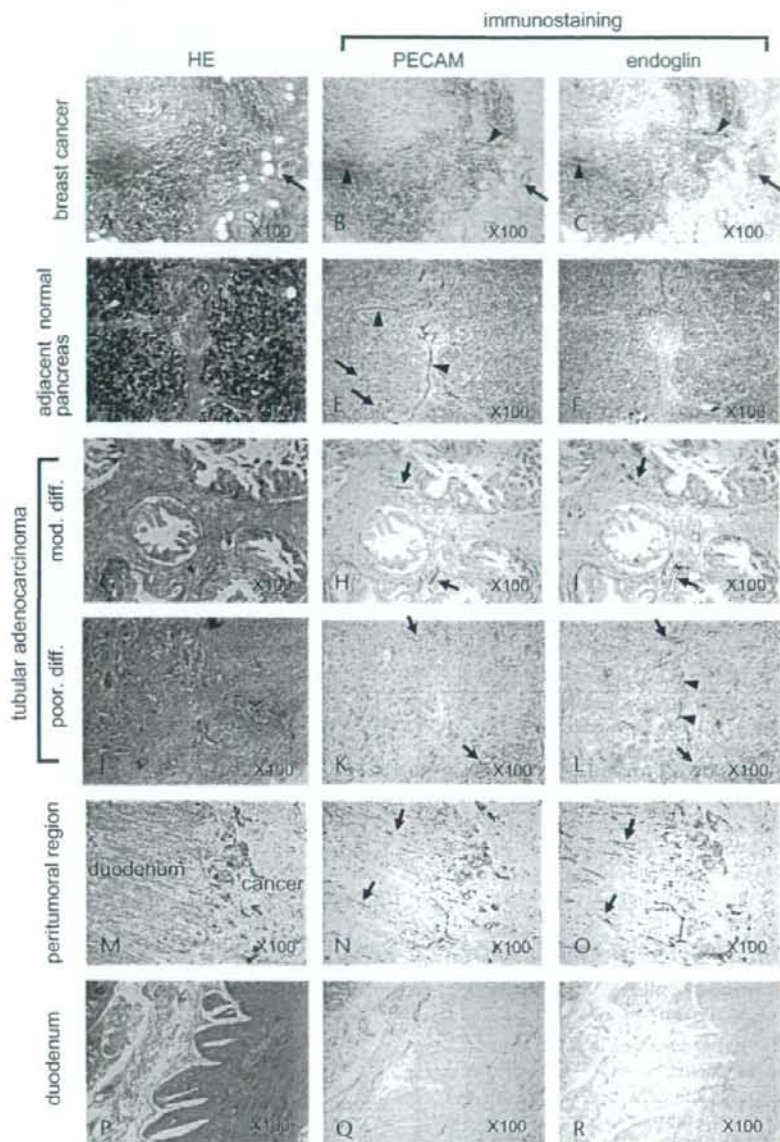 immunostaining
HE PECAM endoglin
breast cancer
A X100 B X100 C X100
adjacent normal
pancreas
X100 E X100 F X100
tubular adenocarcinoma
mod. diff.
G X100 H X100 I X100
poor. diff.
J X100 K X100 L X100
peritumoral region
duodenum cancer
M X100 N X100 O X100
duodenum
P X100 Q X100 R X100